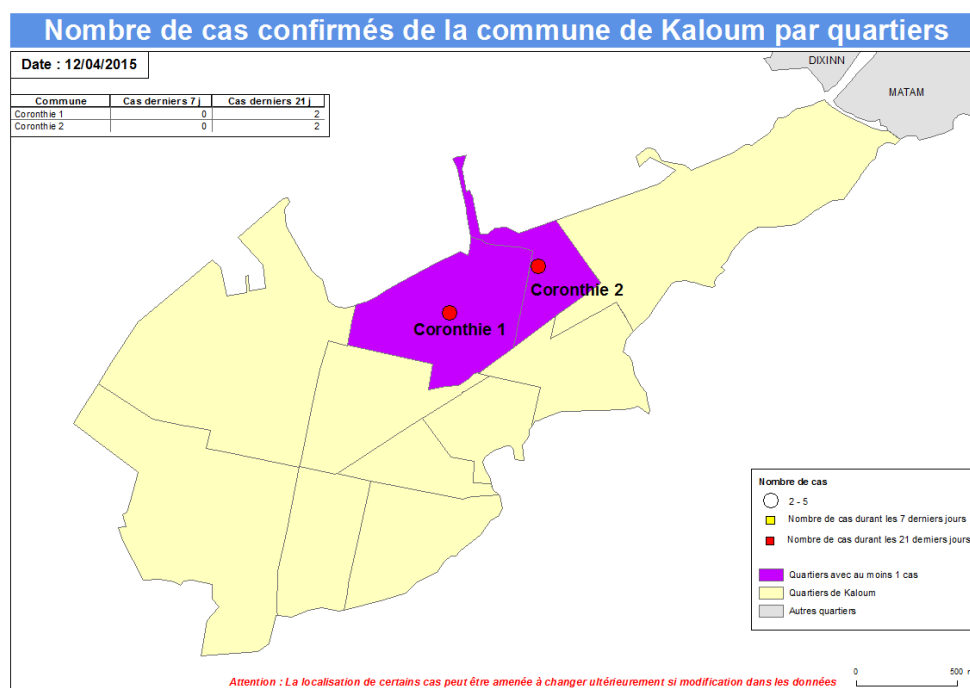 Nombre de cas confirmés de la commune de Kaloum par quartiers
Date : 12/04/2015
DIXINN
MATAM
Commune Cas derniers 7 j Cas derniers 21 j
Coronthie 1 0 2
Coronthie 2 0 2
Coronthie 2
Coronthie 1
Nombre de cas
2 - 5
Nombre de cas durant les 7 derniers jours
Nombre de cas durant les 21 derniers jours
Quartiers avec au moins 1 cas
Quartiers de Kaloum
Autres quartiers
0 500
Attention : La localisation de certains cas peut être amenée à changer ultérieurement si modification dans les données